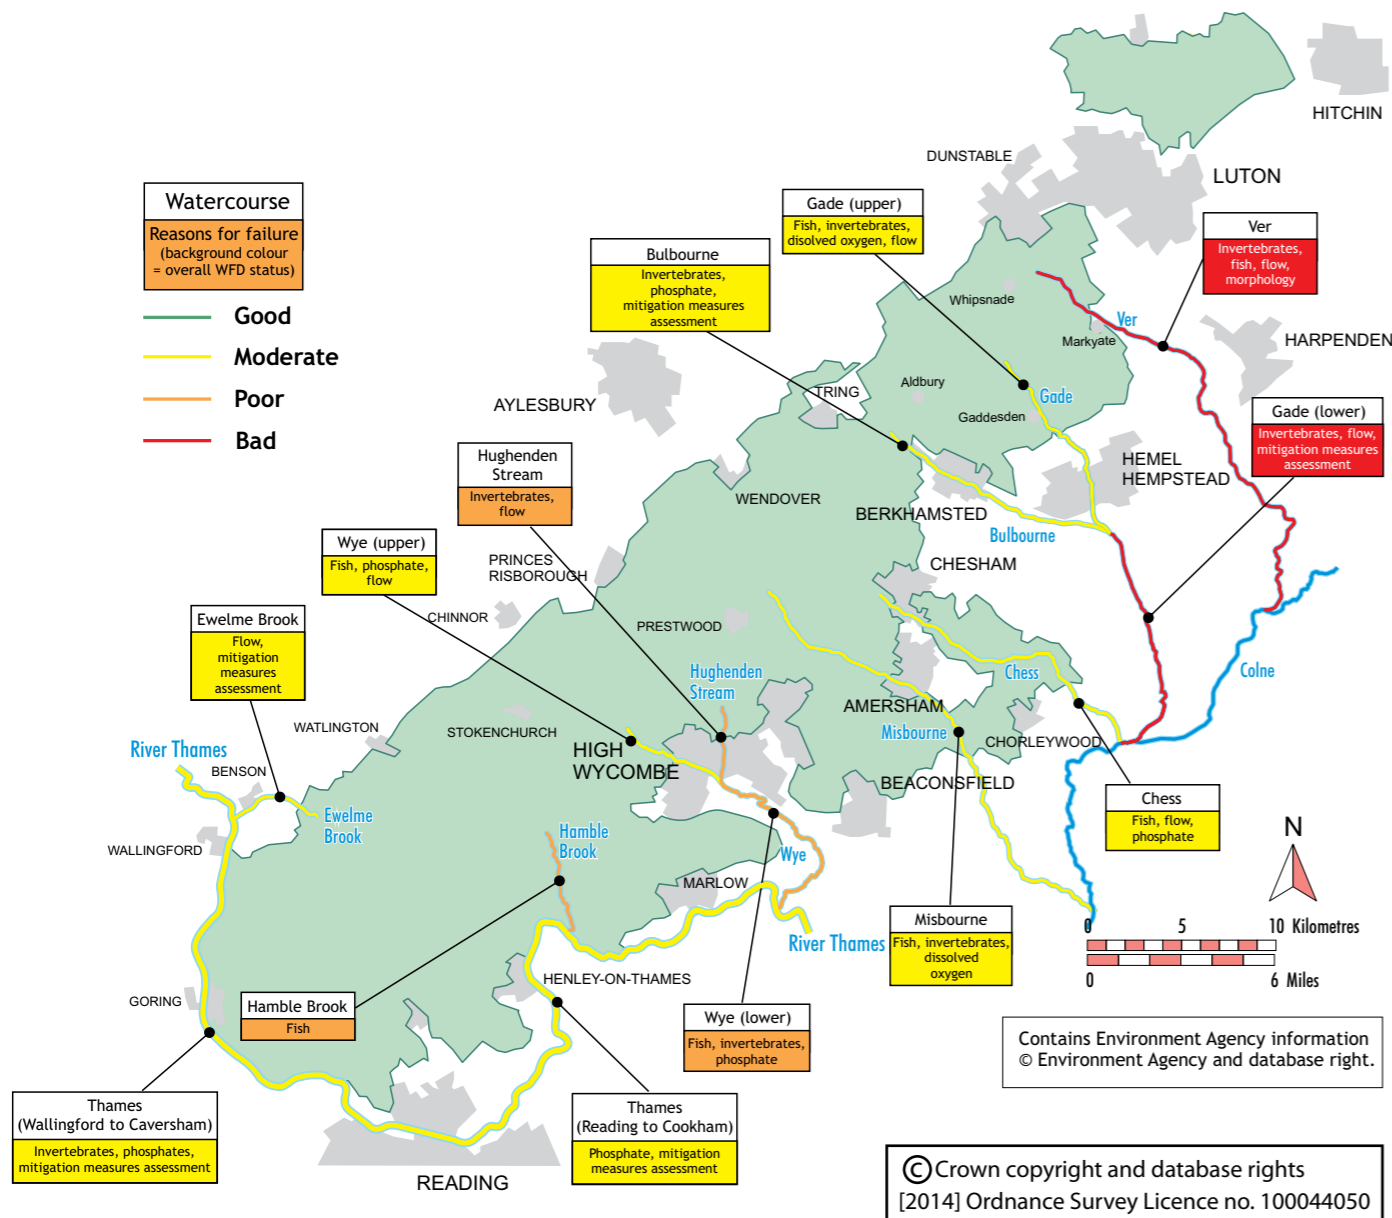 HITCHIN
DUNSTABLE
LUTON
Watercourse
Reasons for failure
(background colour
= overall WFD status)
Good
Moderate
Poor
Bad
Gade (upper)
Fish, invertebrates,
disolved oxygen, flow
Ver
Invertebrates,
fish, flow,
morphology
Bulbourne
Invertebrates,
phosphate,
mitigation measures
assessment
Whipsnade
Ver
Markyate
HARPENDEN
AYLESBURY
TRING
Aldbury
Gade
Gaddesden
Gade (lower)
Invertebrates, flow,
mitigation measures
assessment
Hughenden
Stream
Invertebrates,
flow
WENDOVER
HEMEL
HEMPSTEAD
BERKHAMSTED
Bulbourne
Wye (upper)
Fish, phosphate,
flow
PRINCES
RISBOROUGH
CHESHAM
Ewelme Brook
Flow,
mitigation
measures
assessment
CHINNOR
PRESTWOOD
Hughenden
Stream
Chess
Colne
AMERSHAM
Misbourne
CHORLEYWOOD
WATLINGTON
STOKENCHURCH
HIGH
WYCOMBE
River Thames
BENSON
BEACONSFIELD
Chess
Fish, flow,
phosphate
Ewelme
Brook
WALLINGFORD
Hamble
Brook
Wye
MARLOW
N
0
5
10 Kilometres
0
6 Miles
Misbourne
Fish, invertebrates,
dissolved
oxygen
River Thames
HENLEY-ON-THAMES
GORING
Hamble Brook
Fish
Wye (lower)
Fish, invertebrates,
phosphate
Contains Environment Agency information
© Environment Agency and database right.
Thames
(Wallingford to Caversham)
Invertebrates, phosphates,
mitigation measures assessment
Thames
(Reading to Cookham)
Phosphate, mitigation
measures assessment
READING
© Crown copyright and database rights
[2014] Ordnance Survey Licence no. 100044050